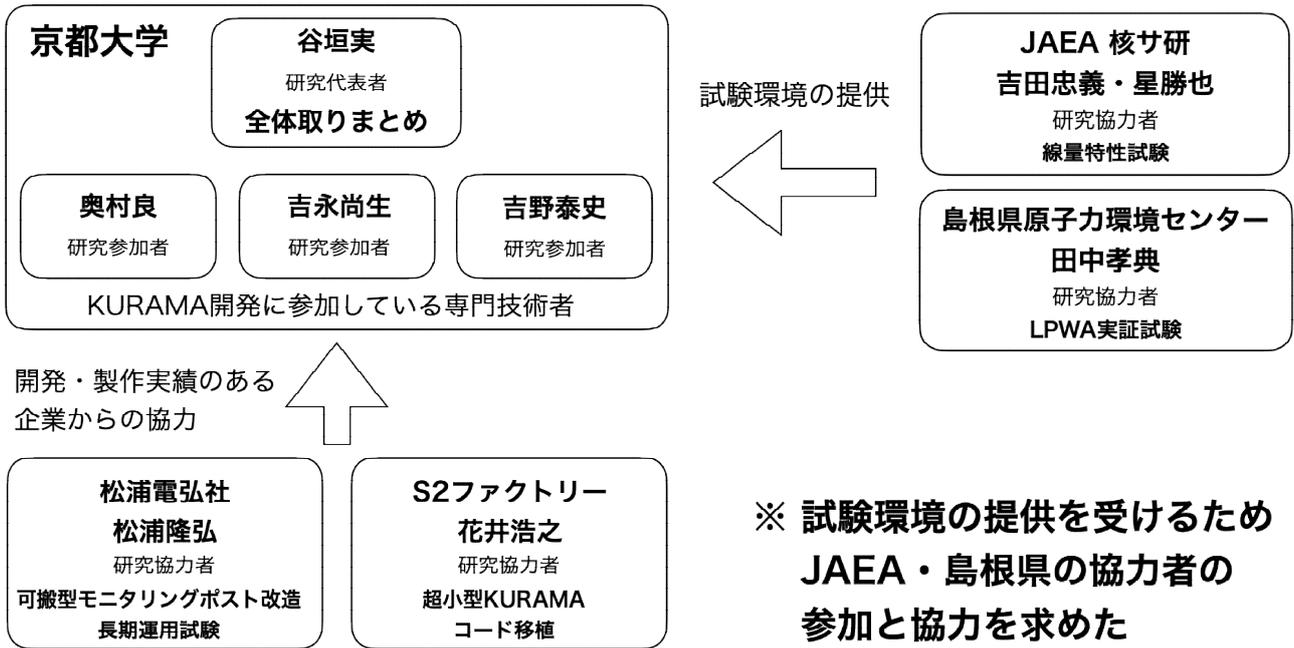 京都大学
谷垣実
研究代表者
全体取りまとめ
奥村良
研究参加者
吉永尚生
研究参加者
吉野泰史
研究参加者
KURAMA開発に参加している専門技術者
試験環境の提供
JAEA 核サ研
吉田忠義・星勝也
研究協力者
線量特性試験
島根県原子力環境センター
田中孝典
研究協力者
LPWA実証試験
開発・製作実績のある
企業からの協力
松浦電弘社
松浦隆弘
研究協力者
可搬型モニタリングポスト改造
長期運用試験
S2ファクトリー
花井浩之
研究協力者
超小型KURAMA
コード移植
※ 試験環境の提供を受けるため
JAEA・島根県の協力者の
参加と協力を求めた